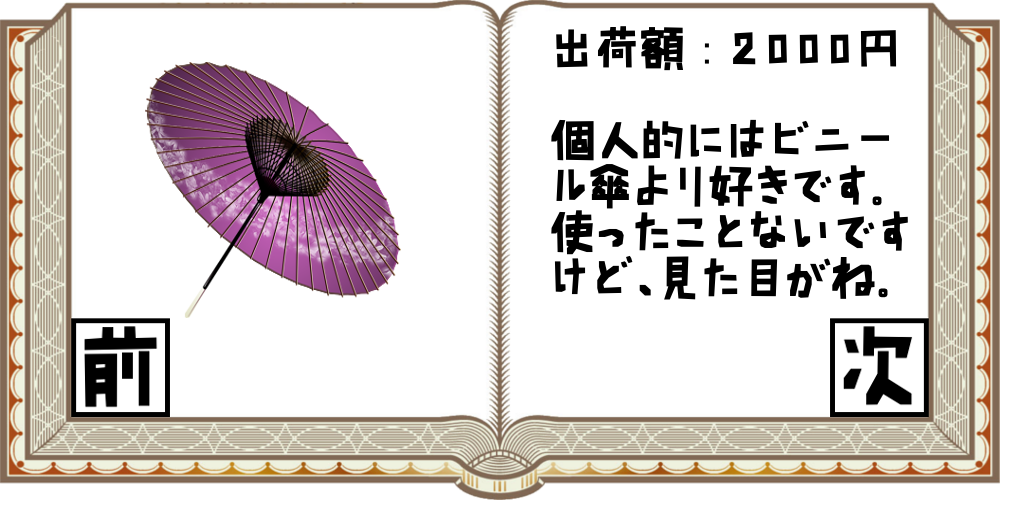 出荷額：２０００円
個人的にはビニー
ル傘より好きです。
使ったことないです
けど、見た目がね。
前
次